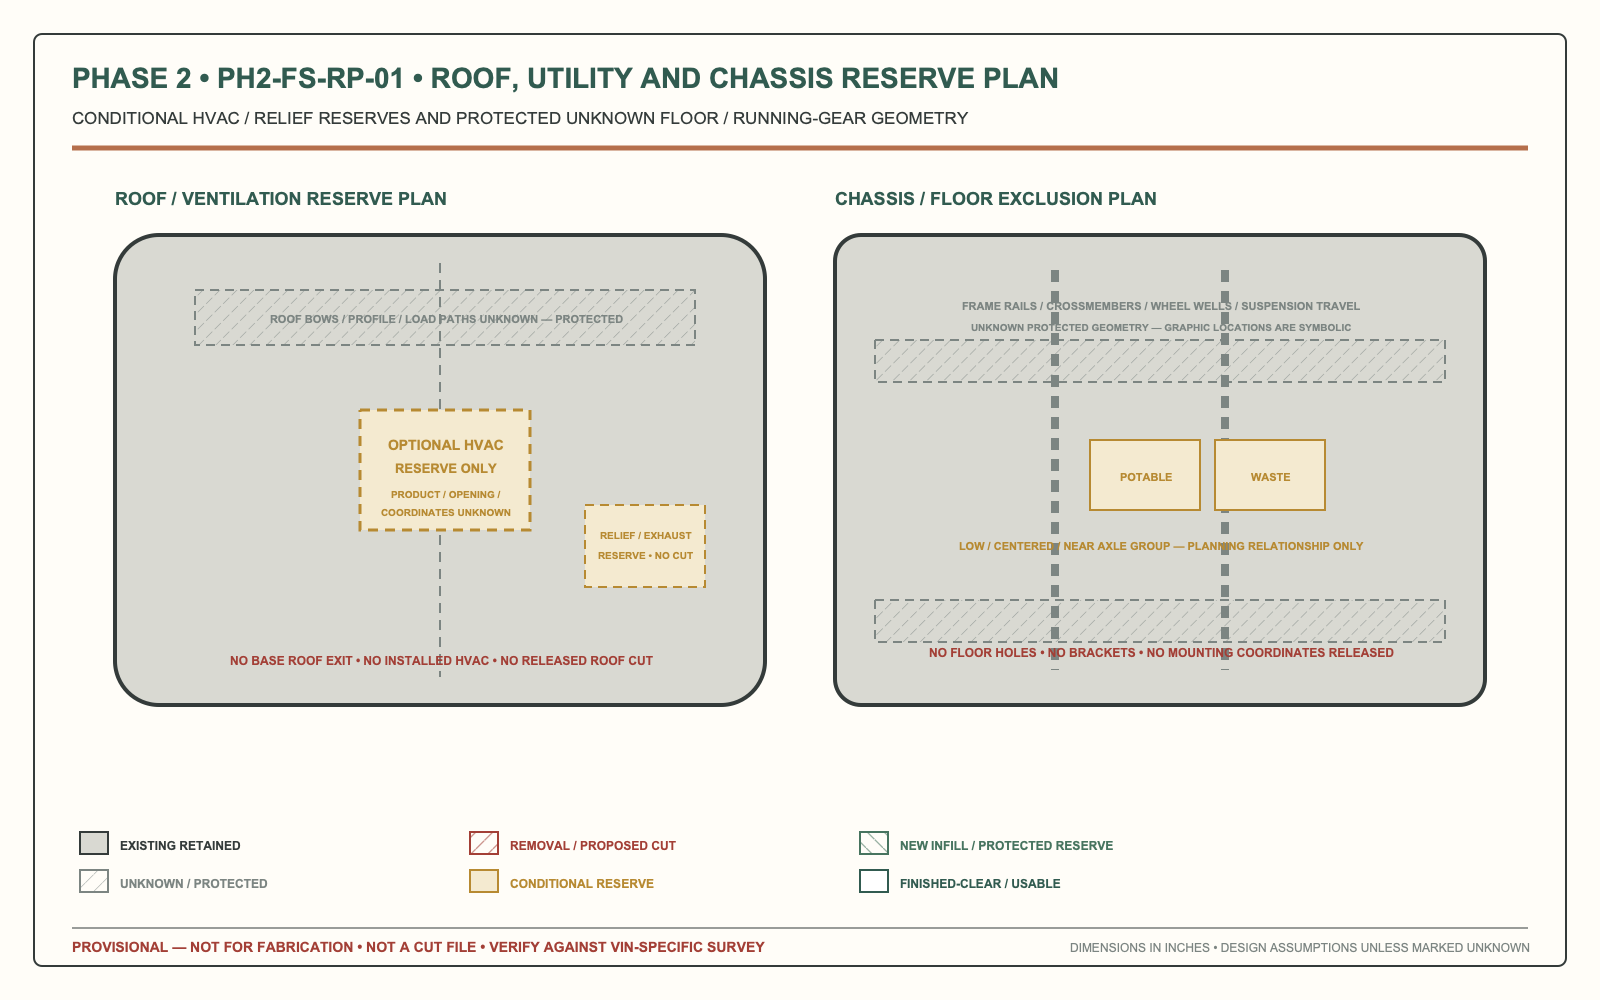 PHASE 2 • PH2-FS-RP-01 • ROOF, UTILITY AND CHASSIS RESERVE PLAN
CONDITIONAL HVAC / RELIEF RESERVES AND PROTECTED UNKNOWN FLOOR / RUNNING-GEAR GEOMETRY
ROOF / VENTILATION RESERVE PLAN
ROOF BOWS / PROFILE / LOAD PATHS UNKNOWN — PROTECTED
OPTIONAL HVAC
RESERVE ONLY
PRODUCT / OPENING /
COORDINATES UNKNOWN
RELIEF / EXHAUST
RESERVE • NO CUT
NO BASE ROOF EXIT • NO INSTALLED HVAC • NO RELEASED ROOF CUT
CHASSIS / FLOOR EXCLUSION PLAN
FRAME RAILS / CROSSMEMBERS / WHEEL WELLS / SUSPENSION TRAVEL
UNKNOWN PROTECTED GEOMETRY — GRAPHIC LOCATIONS ARE SYMBOLIC
POTABLE
WASTE
LOW / CENTERED / NEAR AXLE GROUP — PLANNING RELATIONSHIP ONLY
NO FLOOR HOLES • NO BRACKETS • NO MOUNTING COORDINATES RELEASED
EXISTING RETAINED
REMOVAL / PROPOSED CUT
NEW INFILL / PROTECTED RESERVE
UNKNOWN / PROTECTED
CONDITIONAL RESERVE
FINISHED-CLEAR / USABLE
PROVISIONAL — NOT FOR FABRICATION • NOT A CUT FILE • VERIFY AGAINST VIN-SPECIFIC SURVEY
DIMENSIONS IN INCHES • DESIGN ASSUMPTIONS UNLESS MARKED UNKNOWN